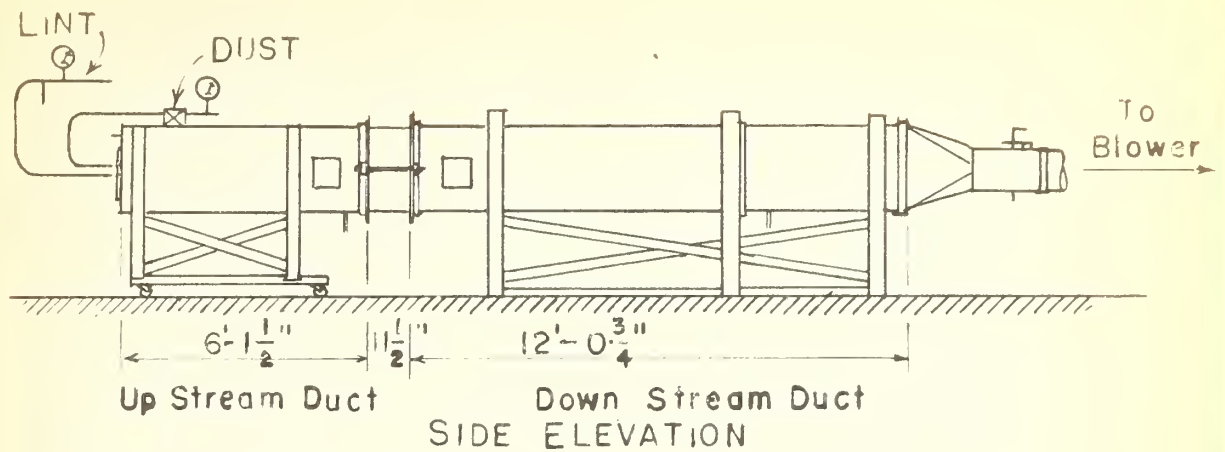 LINT
DUST
To
Blower
6'-1 1/2" 11 1/2" 12'-0 3/4"
Up Stream Duct Down Stream Duct
SIDE ELEVATION